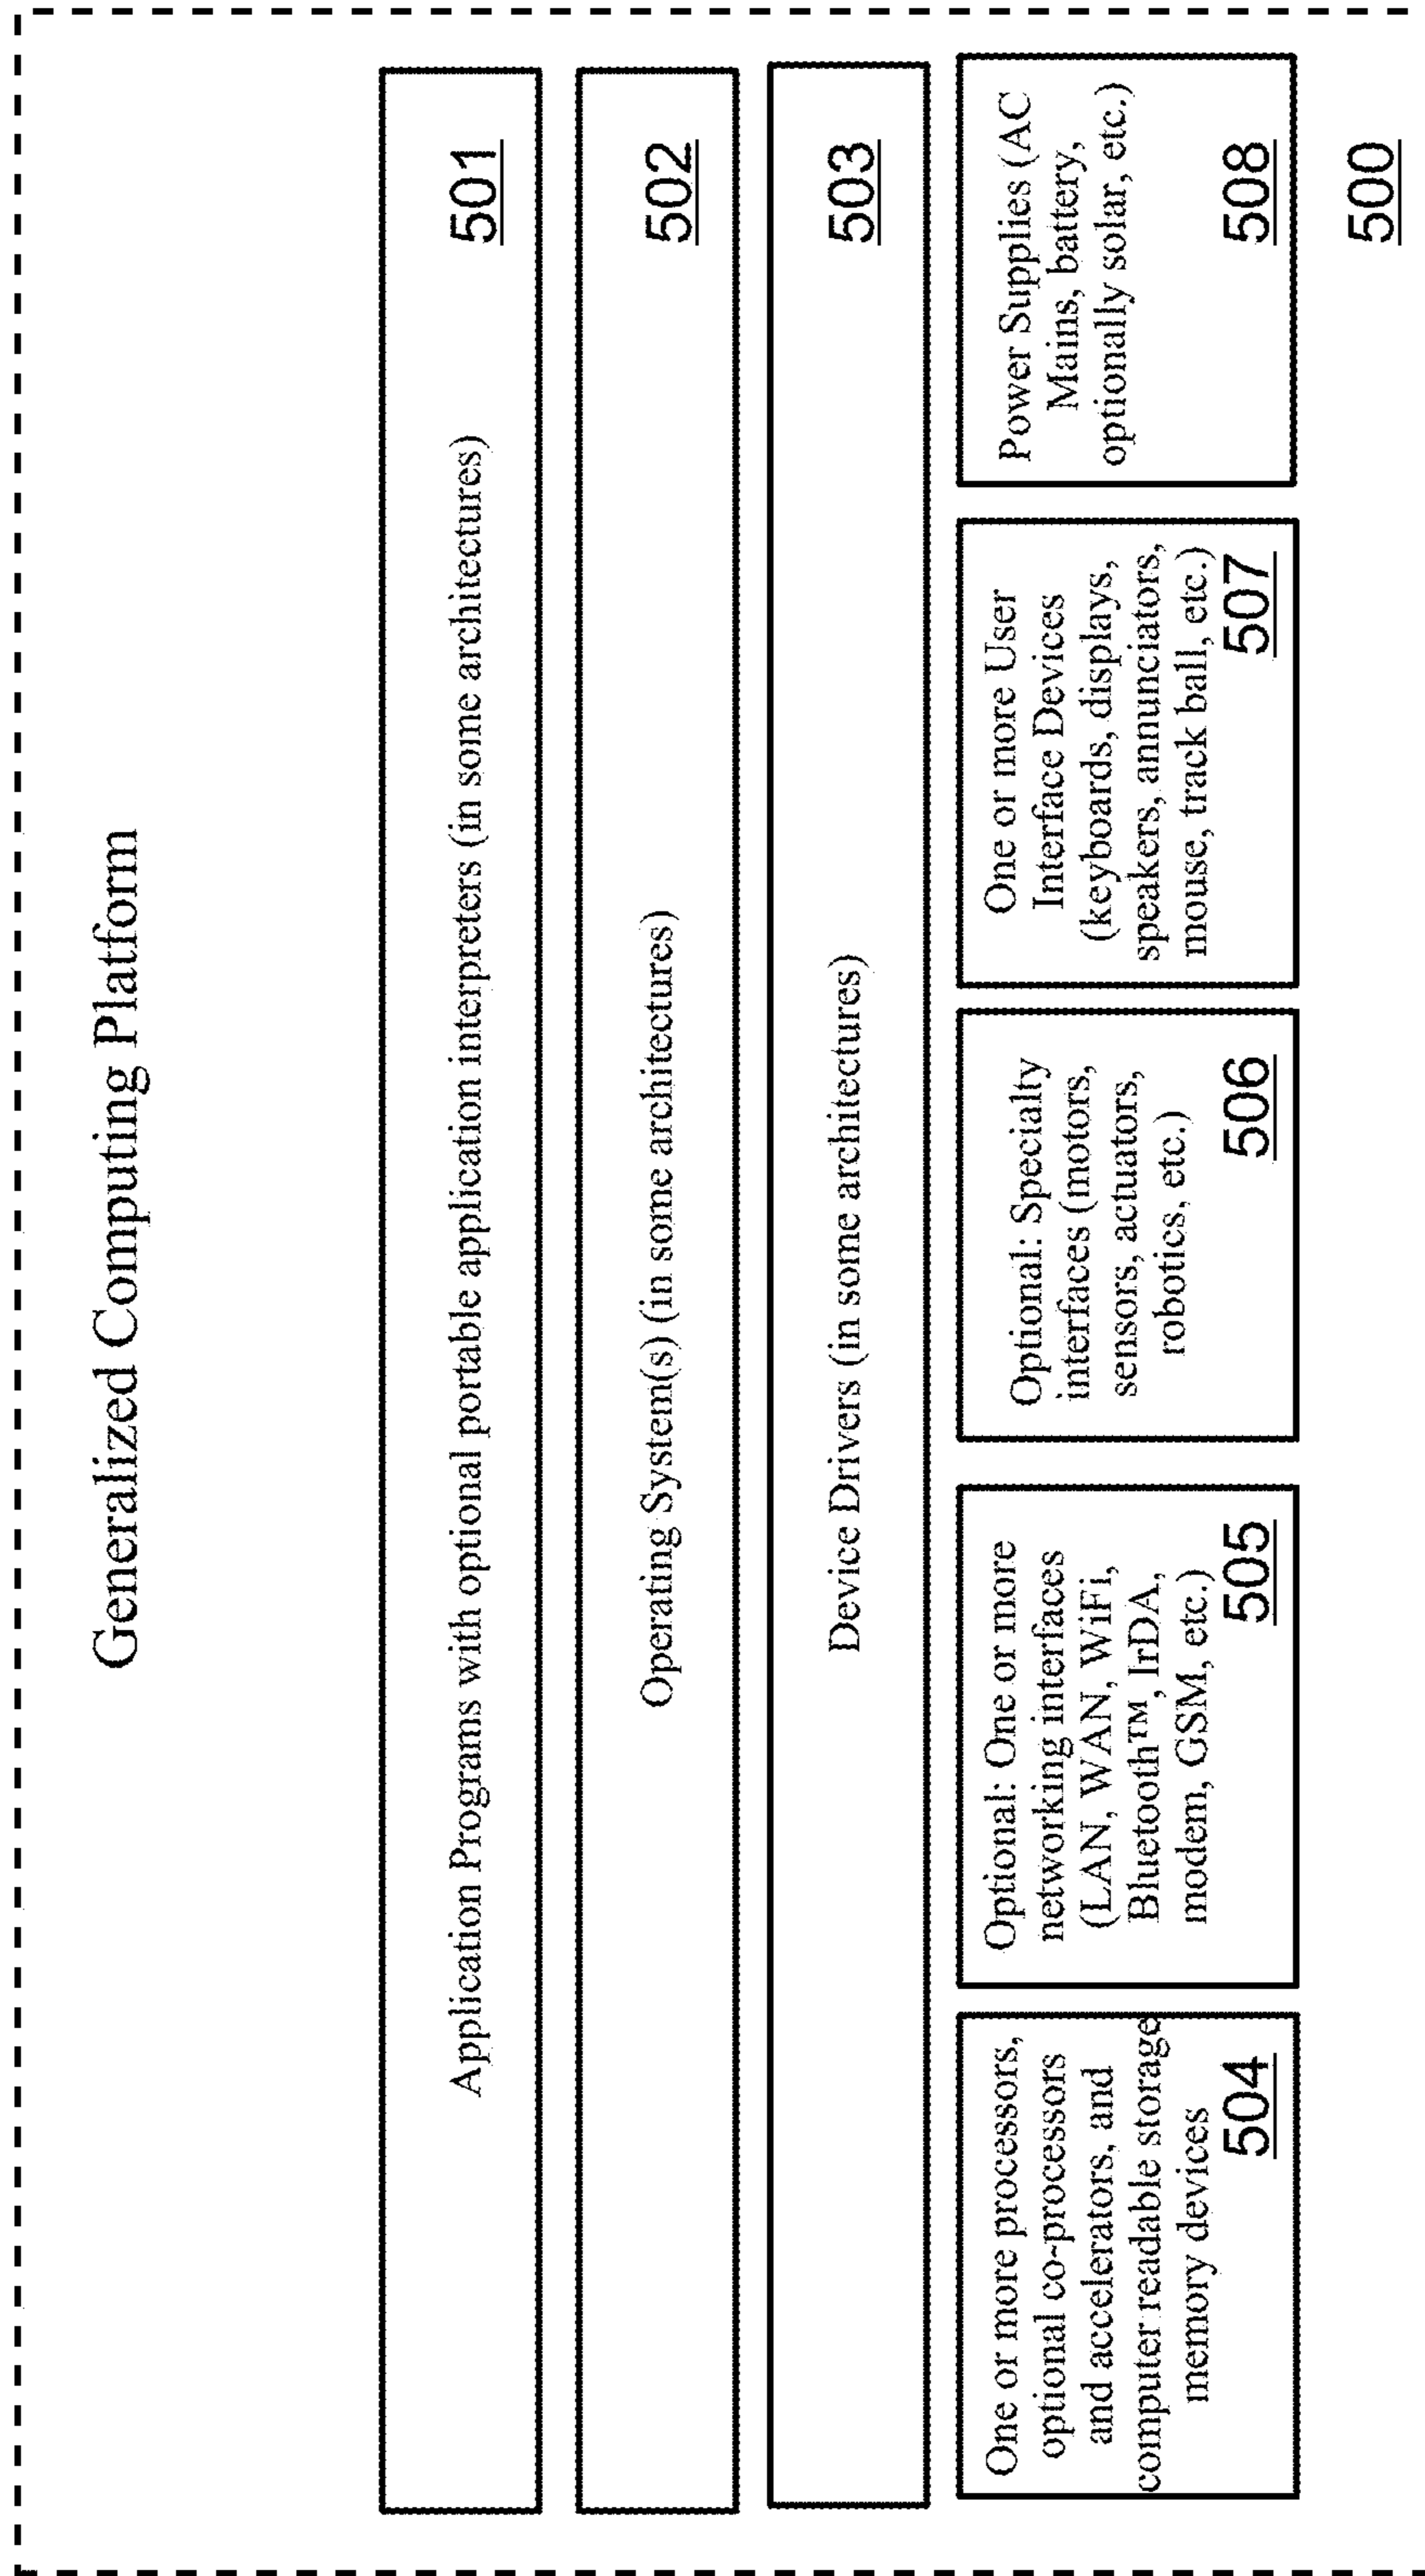 Generalized Computing Platform
Application Programs with optional portable application interpreters (in some architectures)
501
Operating System(s) (in some architectures)
502
Device Drivers (in some architectures)
503
One or more processors,
optional co-processors
and accelerators, and
computer readable storage
memory devices
504
Optional: One or more
networking interfaces
(LAN, WAN, WiFi,
Bluetooth™, IrDA,
modem, GSM, etc.)
505
Optional: Specialty
interfaces (motors,
sensors, actuators,
robotics, etc.)
506
One or more User
Interface Devices
(keyboards, displays,
speakers, annunciators,
mouse, track ball, etc.)
507
Power Supplies (AC
Mains, battery,
optionally solar, etc.)
508
500